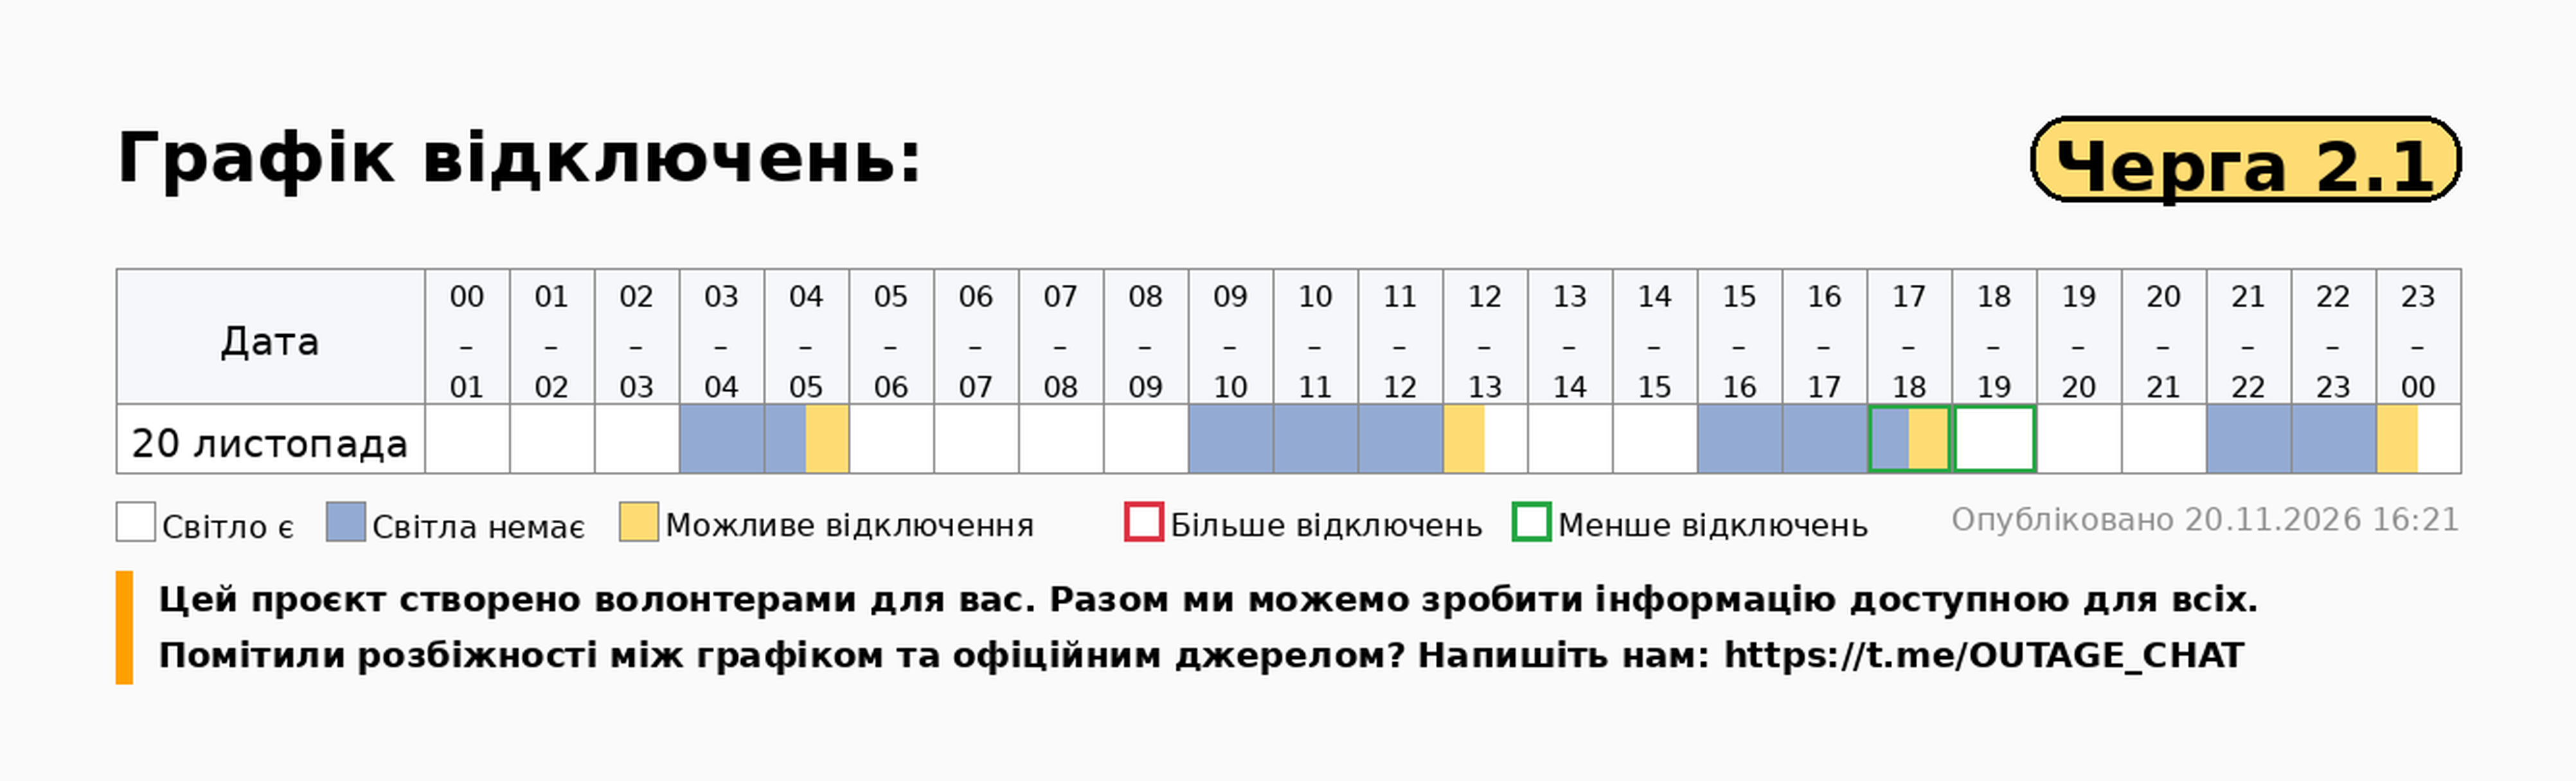 Графік відключень:
Черга 2.1
Дата
00 – 01
01 – 02
02 – 03
03 – 04
04 – 05
05 – 06
06 – 07
07 – 08
08 – 09
09 – 10
10 – 11
11 – 12
12 – 13
13 – 14
14 – 15
15 – 16
16 – 17
17 – 18
18 – 19
19 – 20
20 – 21
21 – 22
22 – 23
23 – 00
20 листопада
Світло є
Світла немає
Можливе відключення
Більше відключень
Менше відключень
Опубліковано 20.11.2026 16:21
Цей проєкт створено волонтерами для вас. Разом ми можемо зробити інформацію доступною для всіх.
Помітили розбіжності між графіком та офіційним джерелом? Напишіть нам: https://t.me/OUTAGE_CHAT